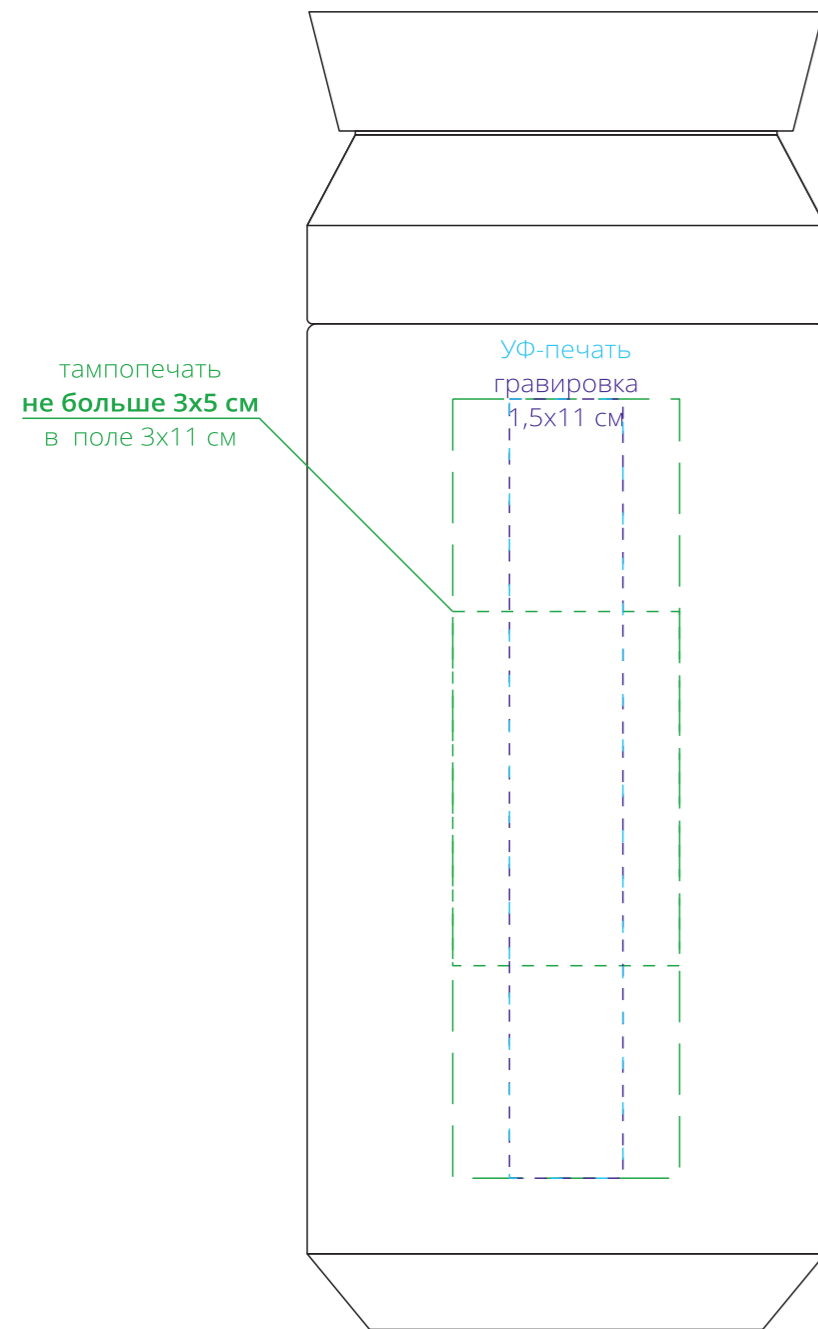 тампопечать
не больше 3х5 см
в поле 3х11 см
УФ-печать
гравировка
1,5х11 см